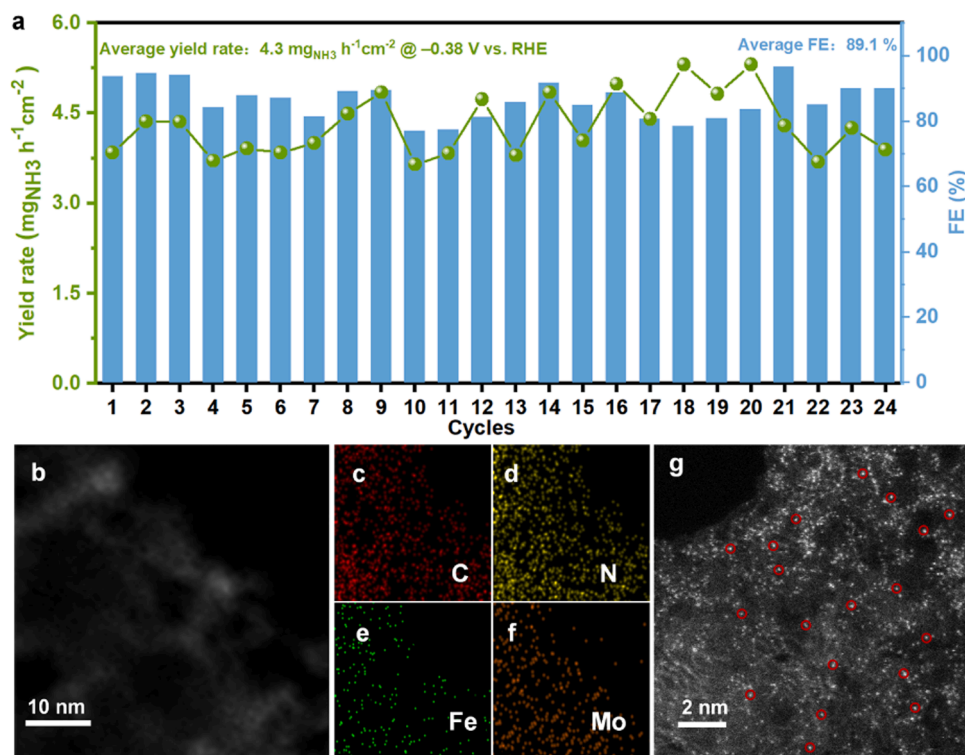 a
Average yield rate：4.3 mgNH3 h-1cm-2 @ –0.38 V vs. RHE
Average FE：89.1 %
Yield rate (mgNH3 h-1cm-2)
6.0
4.5
3.0
1.5
0.0
100
80
60
40
20
0
FE (%)
1 2 3 4 5 6 7 8 9 10 11 12 13 14 15 16 17 18 19 20 21 22 23 24
Cycles
b
10 nm
c
C
d
N
e
Fe
f
Mo
g
2 nm